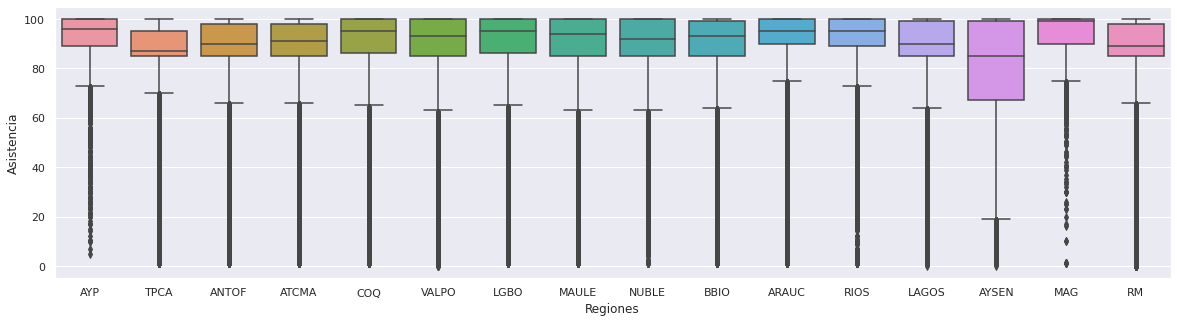 100
80
60
40
20
0
Asistencia
AYP TPCA ANTOF ATCMA COQ VALPO LGBO MAULE NUBLE BBIO ARAUC RIOS LAGOS AYSEN MAG RM
Regiones